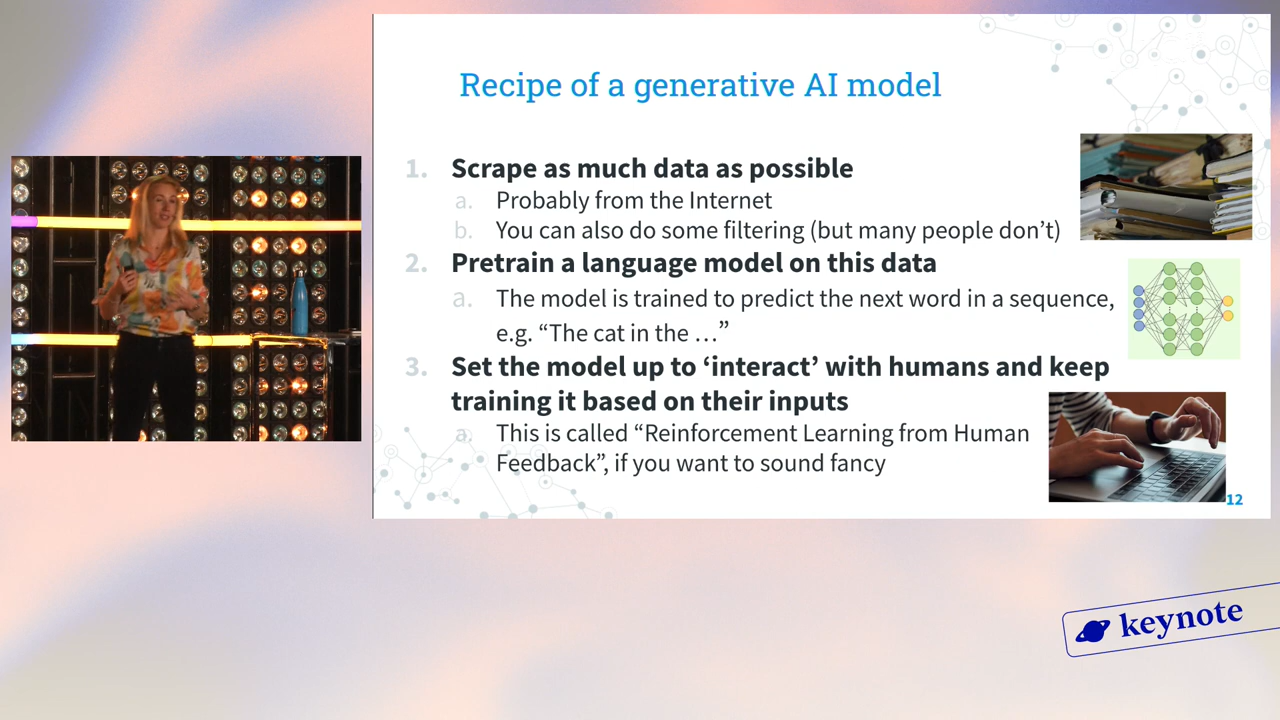 Recipe of a generative AI model
1. Scrape as much data as possible
a. Probably from the Internet
b. You can also do some filtering (but many people don’t)
2. Pretrain a language model on this data
a. The model is trained to predict the next word in a sequence,
e.g. “The cat in the …”
3. Set the model up to ‘interact’ with humans and keep
training it based on their inputs
a. This is called “Reinforcement Learning from Human
Feedback”, if you want to sound fancy
12
keynote